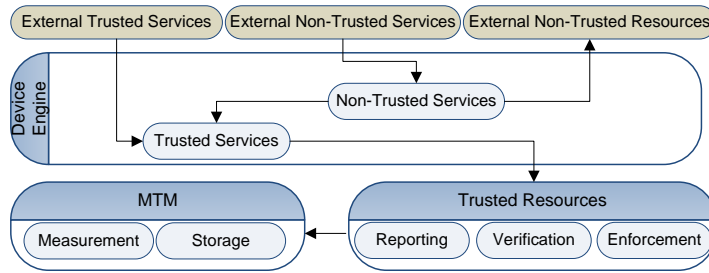 External Trusted Services
External Non-Trusted Services
External Non-Trusted Resources
Device
Engine
Non-Trusted Services
Trusted Services
MTM
Trusted Resources
Measurement
Storage
Reporting
Verification
Enforcement